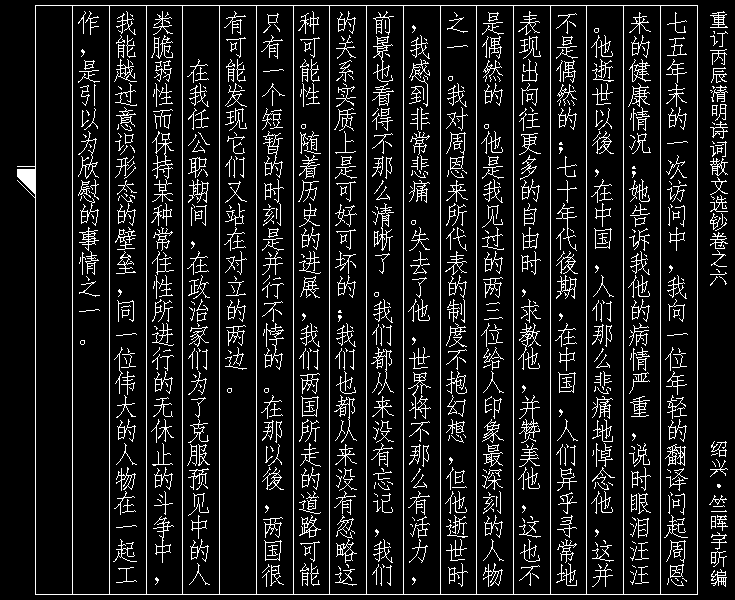 重订丙辰清明诗词散文选钞卷之六
绍兴·竺晖宇昕编
七五年末的一次访问中，我向一位年轻的翻译问起周恩
来的健康情况；她告诉我他的病情严重，说时眼泪汪汪
。他逝世以後，在中国，人们那么悲痛地悼念他，这并
不是偶然的；七十年代後期，在中国，人们异乎寻常地
表现出向往更多的自由时，求教他，并赞美他，这也不
是偶然的。他是我见过的两三位给人印象最深刻的人物
之一。我对周恩来所代表的制度不抱幻想，但他逝世时
，我感到非常悲痛。失去了他，世界将不那么有活力，
前景也看得不那么清晰了。我们都从来没有忘记，我们
的关系实质上是可好可坏的；我们也都从来没有忽略这
种可能性。随着历史的进展，我们两国所走的道路可能
只有一个短暂的时刻是并行不悖的。在那以後，两国很
有可能发现它们又站在对立的两边。
在我任公职期间，在政治家们为了克服预见中的人
类脆弱性而保持某种常住性所进行的无休止的斗争中，
我能越过意识形态的壁垒，同一位伟大的人物在一起工
作，是引以为欣慰的事情之一。